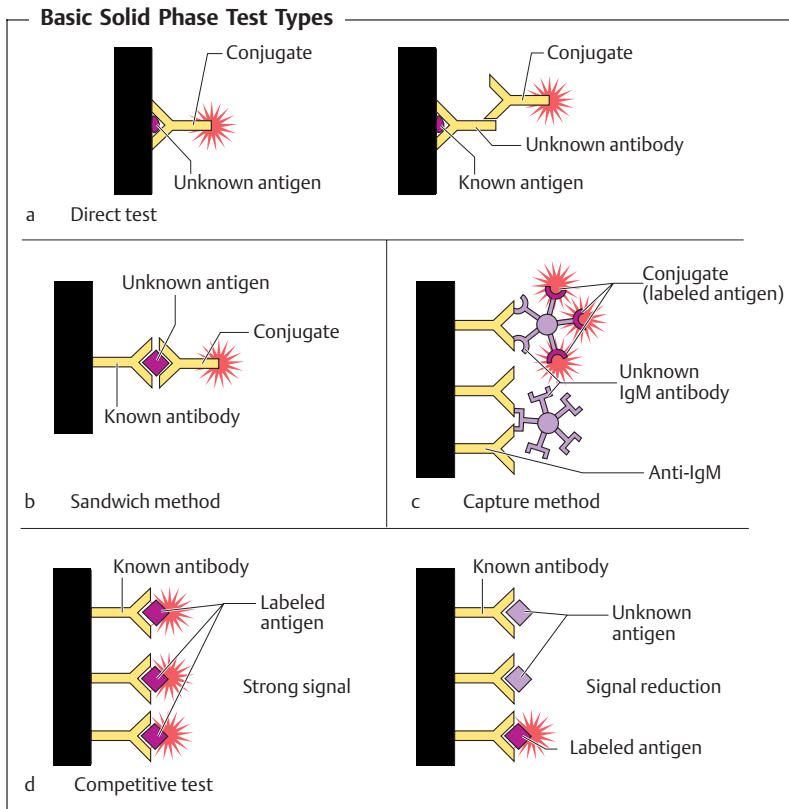 Basic Solid Phase Test Types
Conjugate
Unknown antigen
Conjugate
Unknown antibody
Known antigen
a Direct test
Unknown antigen
Conjugate
Known antibody
b Sandwich method
Conjugate
(labeled antigen)
Unknown
IgM antibody
Anti-IgM
c Capture method
Known antibody
Labeled
antigen
Strong signal
Known antibody
Unknown
antigen
Signal reduction
Labeled antigen
d Competitive test